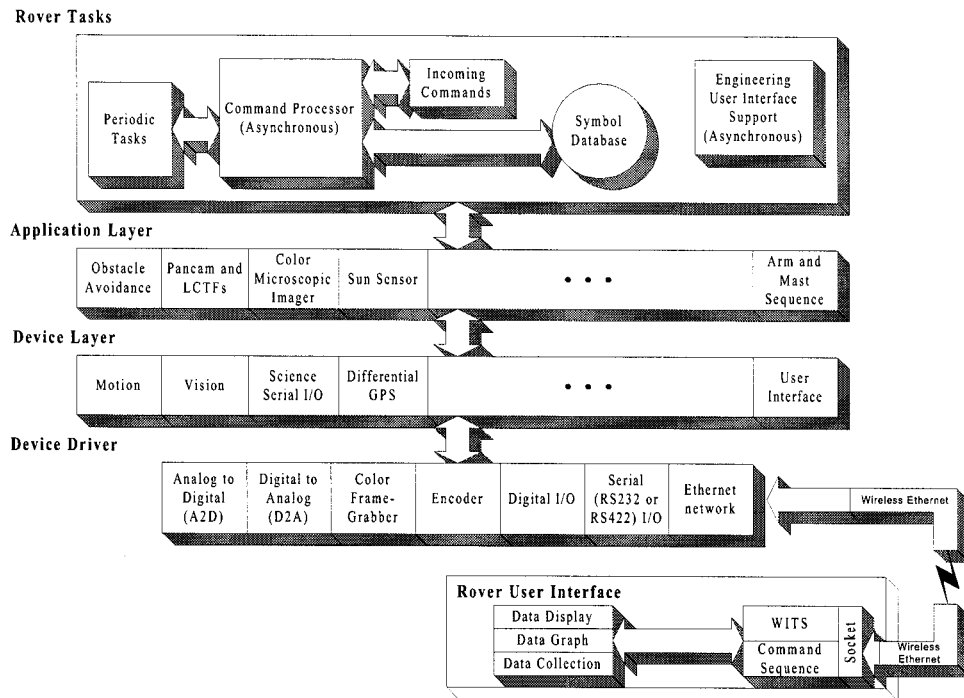 Rover Tasks
Periodic
Tasks
Command Processor
(Asynchronous)
Incoming
Commands
Symbol
Database
Engineering
User Interface
Support
(Asynchronous)
Application Layer
Obstacle
Avoidance
Pancam and
LCTFs
Color
Microscopic
Imager
Sun Sensor
• • •
Arm and
Mast
Sequence
Device Layer
Motion
Vision
Science
Serial I/O
Differential
GPS
• • •
User
Interface
Device Driver
Analog to
Digital
(A2D)
Digital to
Analog
(D2A)
Color
Frame-
Grabber
Encoder
Digital I/O
Serial
(RS232 or
RS422) I/O
Ethernet
network
Wireless Ethernet
Rover User Interface
Data Display
Data Graph
Data Collection
WITS
Command
Sequence
Socket
Wireless
Ethernet